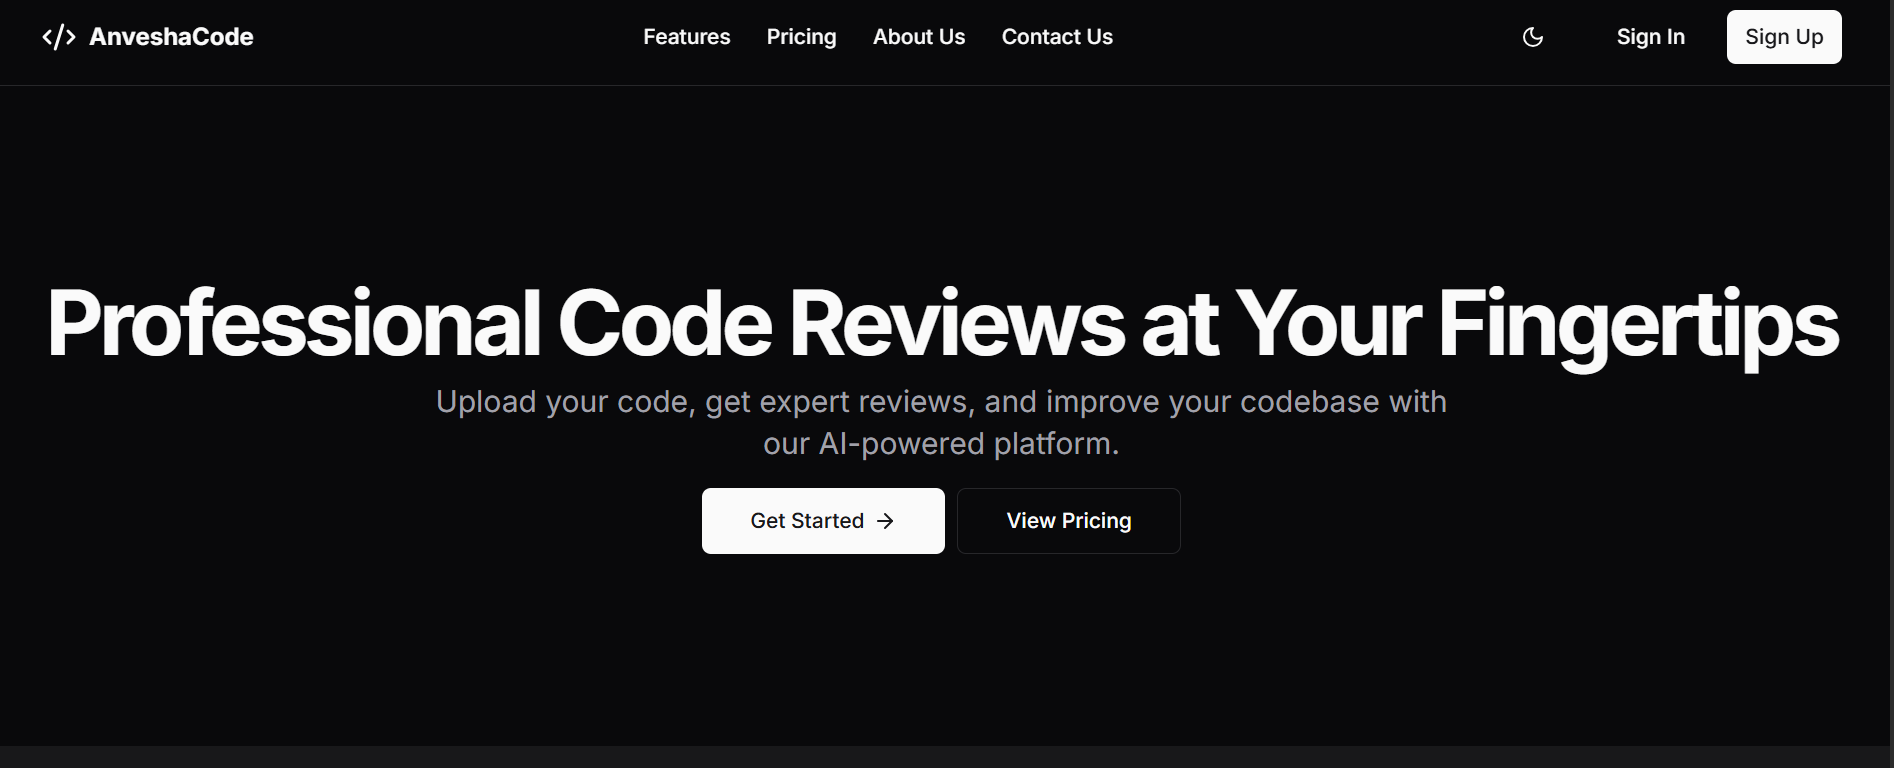 </> AnveshaCode
Features Pricing About Us Contact Us
Sign In
Sign Up
Professional Code Reviews at Your Fingertips
Upload your code, get expert reviews, and improve your codebase with
our AI-powered platform.
Get Started →
View Pricing